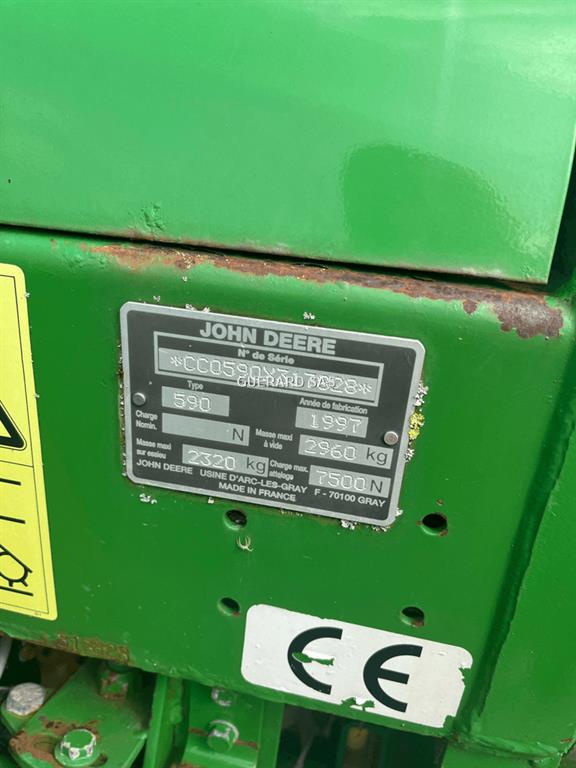 JOHN DEERE
N° de Série
GUERARD SAS
Type
590
Année de fabrication
1997
Charge Nomin.
N
Masse maxi à vide
2960 kg
Masse maxi sur essieu
2320 kg
Charge max. attelage
7500 N
JOHN DEERE USINE D'ARC-LES-GRAY F - 70100 GRAY
MADE IN FRANCE
CE